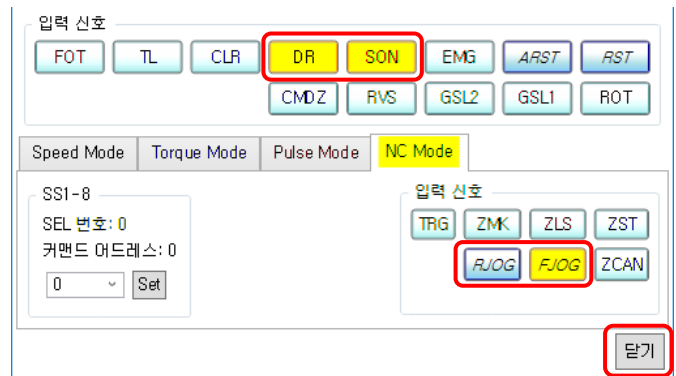 입력 신호
FOT TL CLR DR SON EMG ARST RST
CMDZ RVS GSL2 GSL1 ROT
Speed Mode Torque Mode Pulse Mode NC Mode
SS1-8
SEL 번호: 0
커맨드 어드레스: 0
0 Set
입력 신호
TRG ZMK ZLS ZST
RJOG FJOG ZCAN
닫기